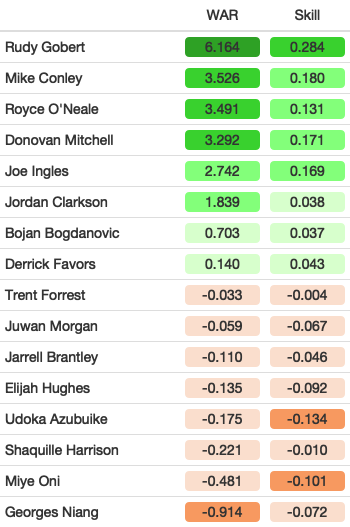 WAR Skill
Rudy Gobert 6.164 0.284
Mike Conley 3.526 0.180
Royce O'Neale 3.491 0.131
Donovan Mitchell 3.292 0.171
Joe Ingles 2.742 0.169
Jordan Clarkson 1.839 0.038
Bojan Bogdanovic 0.703 0.037
Derrick Favors 0.140 0.043
Trent Forrest -0.033 -0.004
Juwan Morgan -0.059 -0.067
Jarrell Brantley -0.110 -0.046
Elijah Hughes -0.135 -0.092
Udoka Azubuike -0.175 -0.134
Shaquille Harrison -0.221 -0.010
Miye Oni -0.481 -0.101
Georges Niang -0.914 -0.072